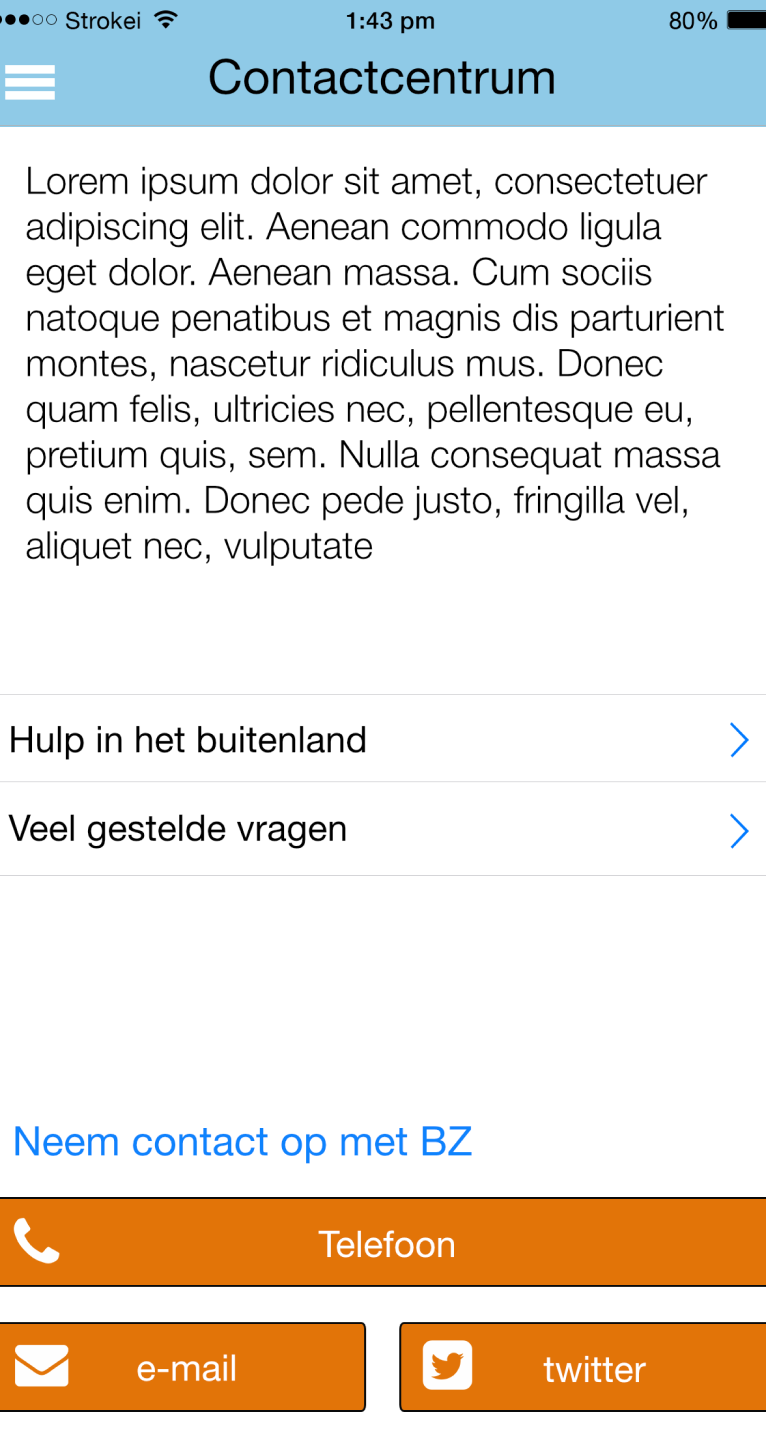 Strokei 1:43 pm 80%
Contactcentrum
Lorem ipsum dolor sit amet, consectetuer
adipiscing elit. Aenean commodo ligula
eget dolor. Aenean massa. Cum sociis
natoque penatibus et magnis dis parturient
montes, nascetur ridiculus mus. Donec
quam felis, ultricies nec, pellentesque eu,
pretium quis, sem. Nulla consequat massa
quis enim. Donec pede justo, fringilla vel,
aliquet nec, vulputate
Hulp in het buitenland
Veel gestelde vragen
Neem contact op met BZ
Telefoon
e-mail
twitter